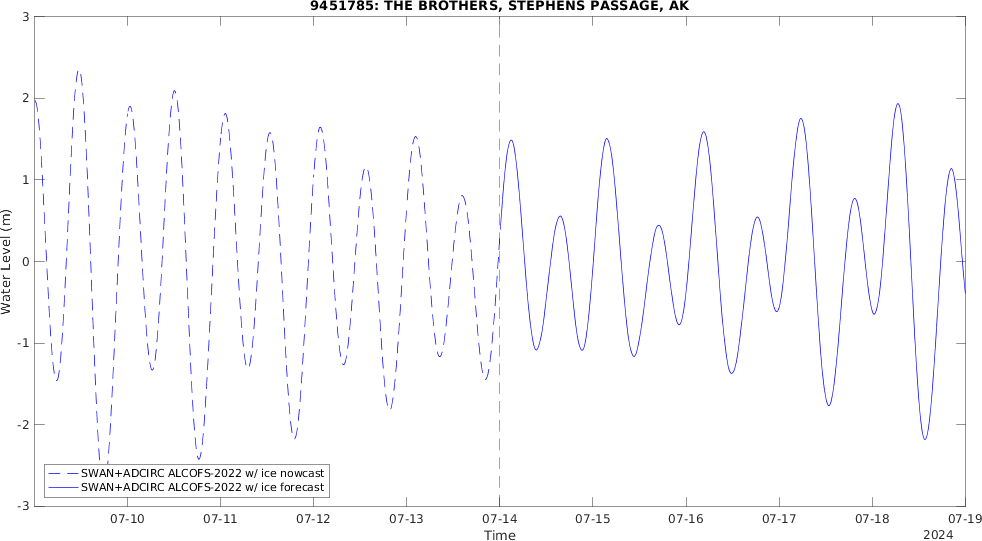 9451785: THE BROTHERS, STEPHENS PASSAGE, AK
3
2
1
0
-1
-2
-3
Water Level (m)
SWAN+ADCIRC ALCOFS-2022 w/ ice nowcast
SWAN+ADCIRC ALCOFS-2022 w/ ice forecast
07-10 07-11 07-12 07-13 07-14 07-15 07-16 07-17 07-18 07-19
Time
2024